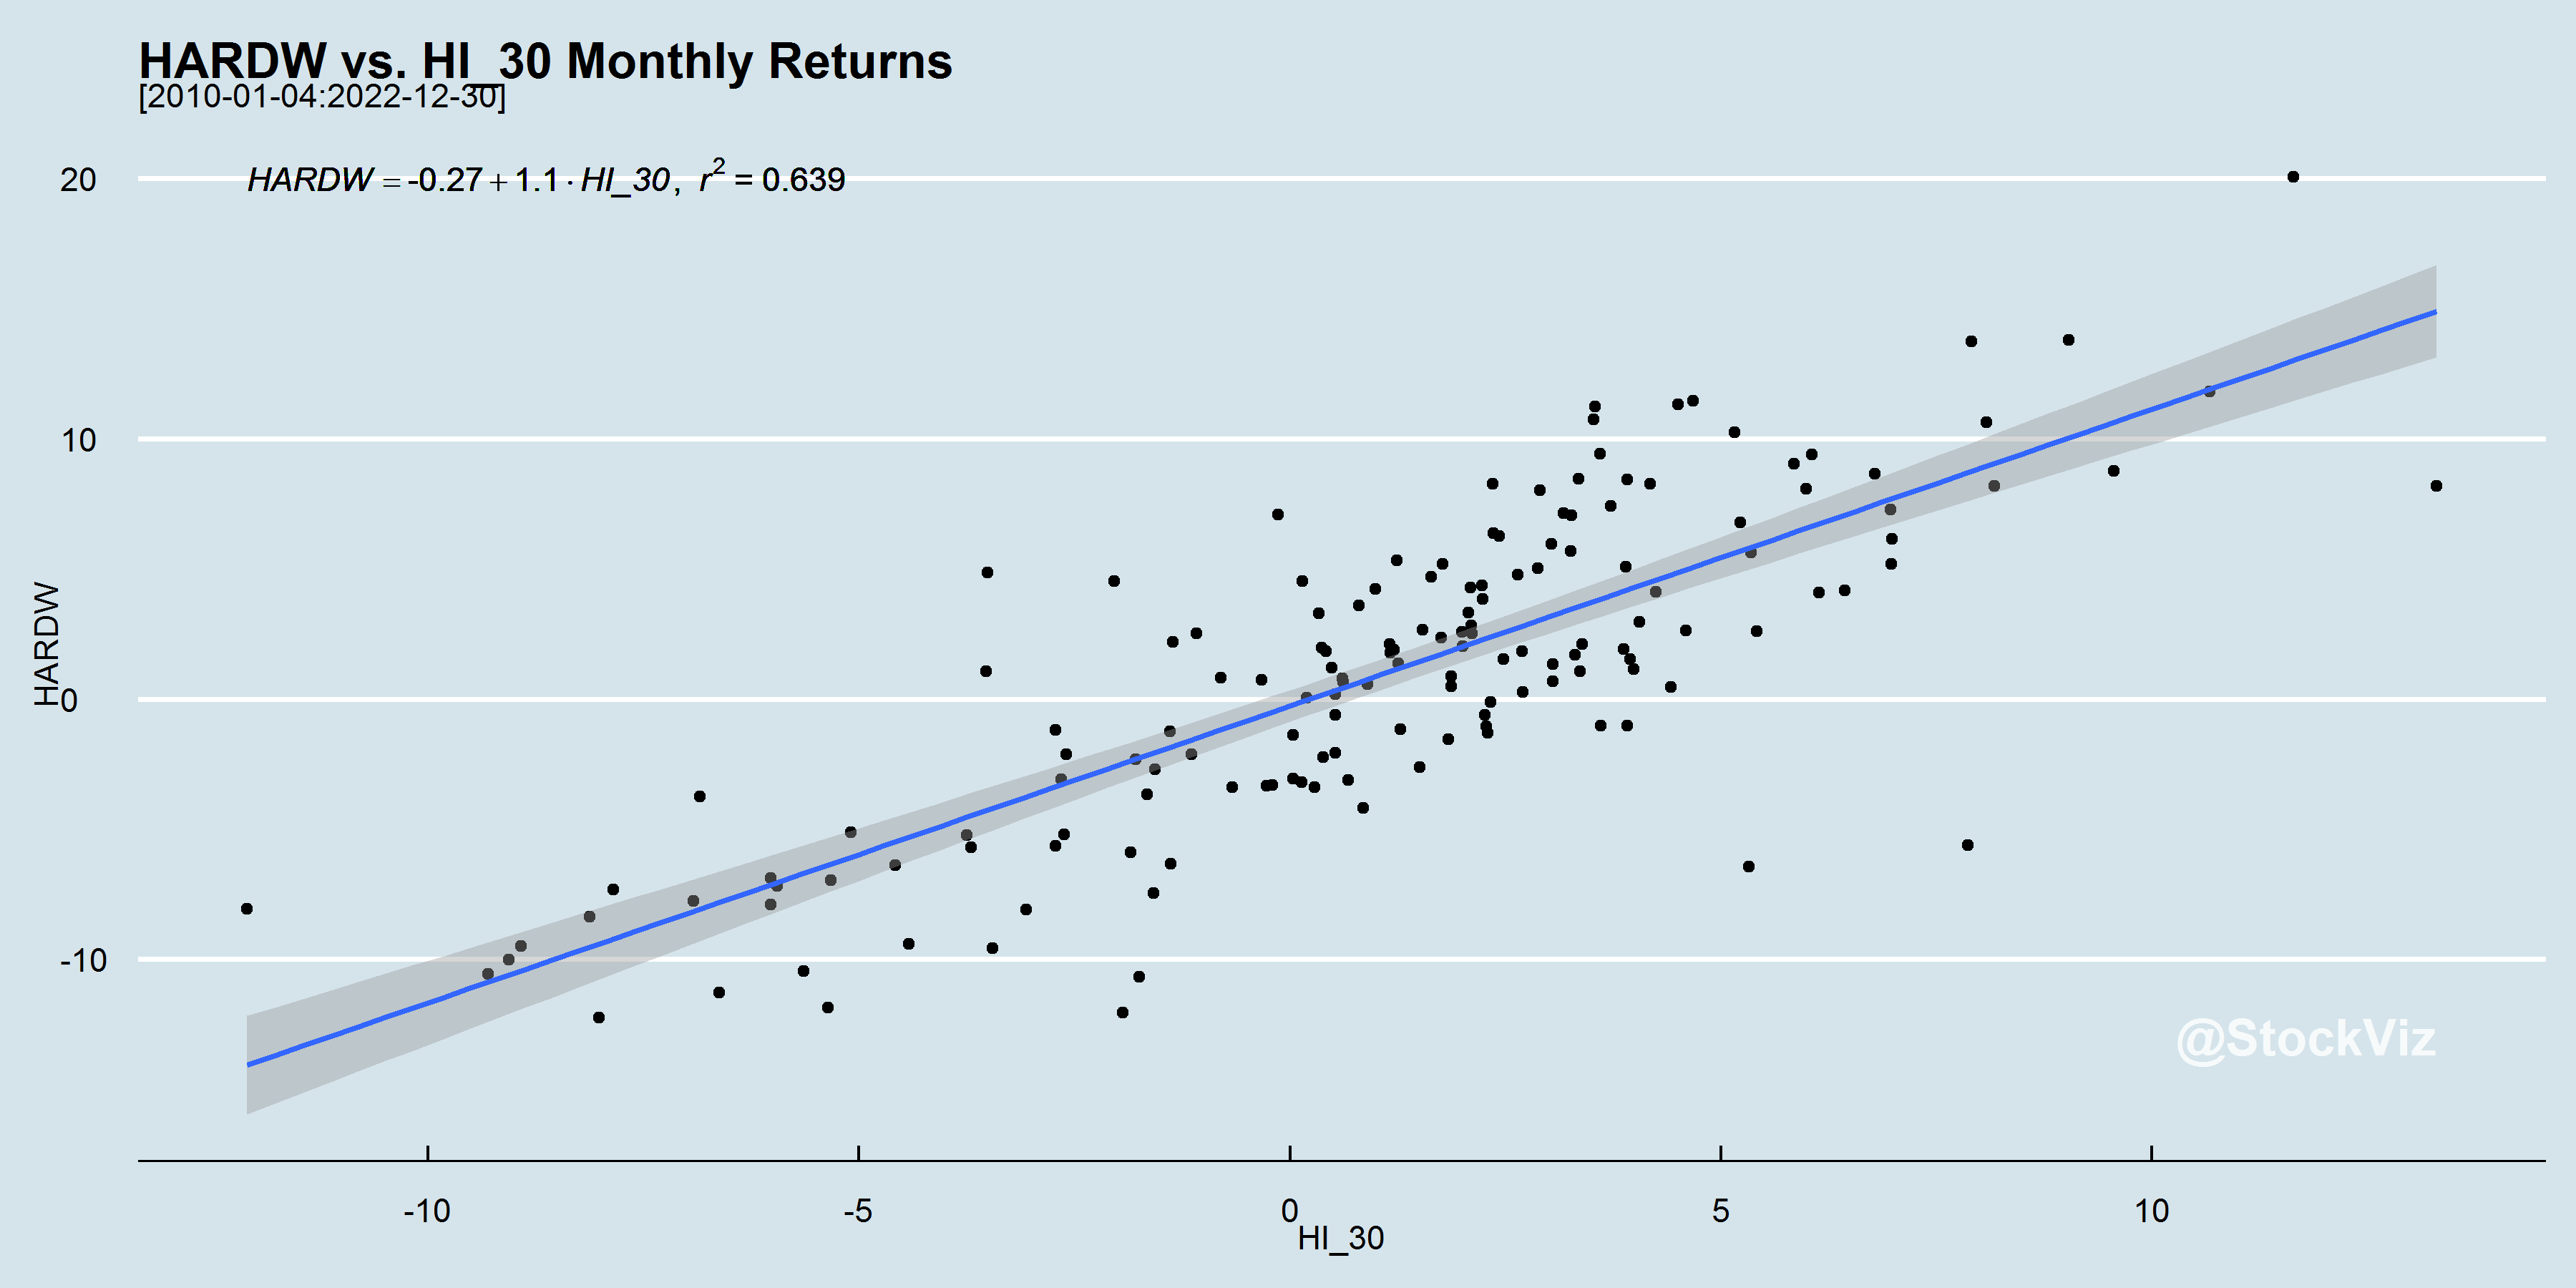 HARDW vs. HI_30 Monthly Returns
[2010-01-04:2022-12-30]
HARDW = -0.27 + 1.1 · HI_30, r² = 0.639
20
10
0
-10
HARDW
@StockViz
-10 -5 0 5 10
HI_30